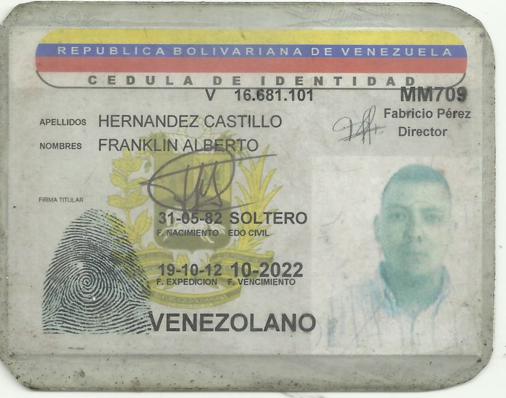 REPUBLICA BOLIVARIANA DE VENEZUELA
CEDULA DE IDENTIDAD
V 16.681.101
MM709
Fabricio Pérez
Director
APELLIDOS HERNANDEZ CASTILLO
NOMBRES FRANKLIN ALBERTO
FIRMA TITULAR
31-05-82 SOLTERO
F. NACIMIENTO EDO CIVIL
19-10-12 10-2022
F. EXPEDICION F. VENCIMIENTO
VENEZOLANO